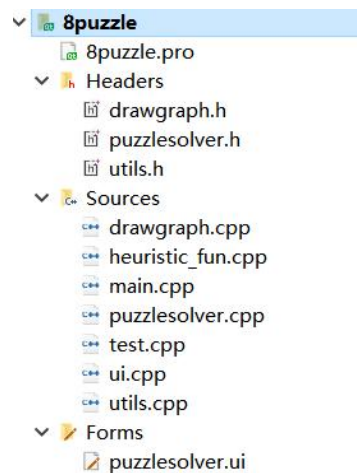 8puzzle
8puzzle.pro
Headers
drawgraph.h
puzzlesolver.h
utils.h
Sources
drawgraph.cpp
heuristic_fun.cpp
main.cpp
puzzlesolver.cpp
test.cpp
ui.cpp
utils.cpp
Forms
puzzlesolver.ui